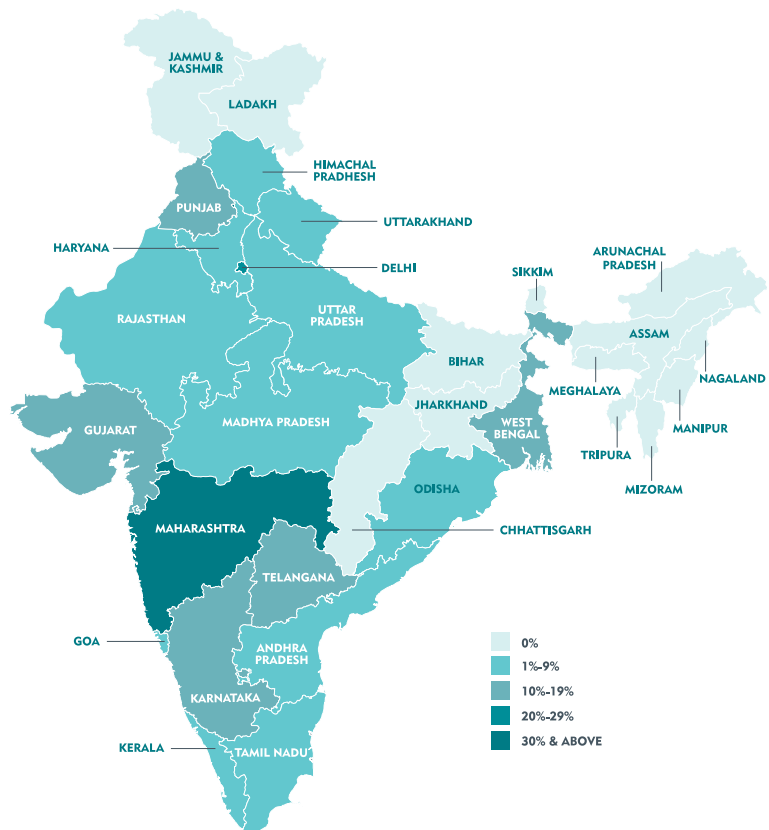 JAMMU &
KASHMIR
LADAKH
HIMACHAL
PRADHESH
PUNJAB
UTTARAKHAND
HARYANA
DELHI
ARUNACHAL
PRADESH
SIKKIM
RAJASTHAN
UTTAR
PRADESH
ASSAM
BIHAR
NAGALAND
MEGHALAYA
JHARKHAND
MADHYA PRADESH
WEST
BENGAL
GUJARAT
MANIPUR
TRIPURA
ODISHA
MIZORAM
MAHARASHTRA
CHHATTISGARH
TELANGANA
GOA
ANDHRA
PRADESH
KARNATAKA
KERALA
TAMIL NADU
0%
1%-9%
10%-19%
20%-29%
30% & ABOVE